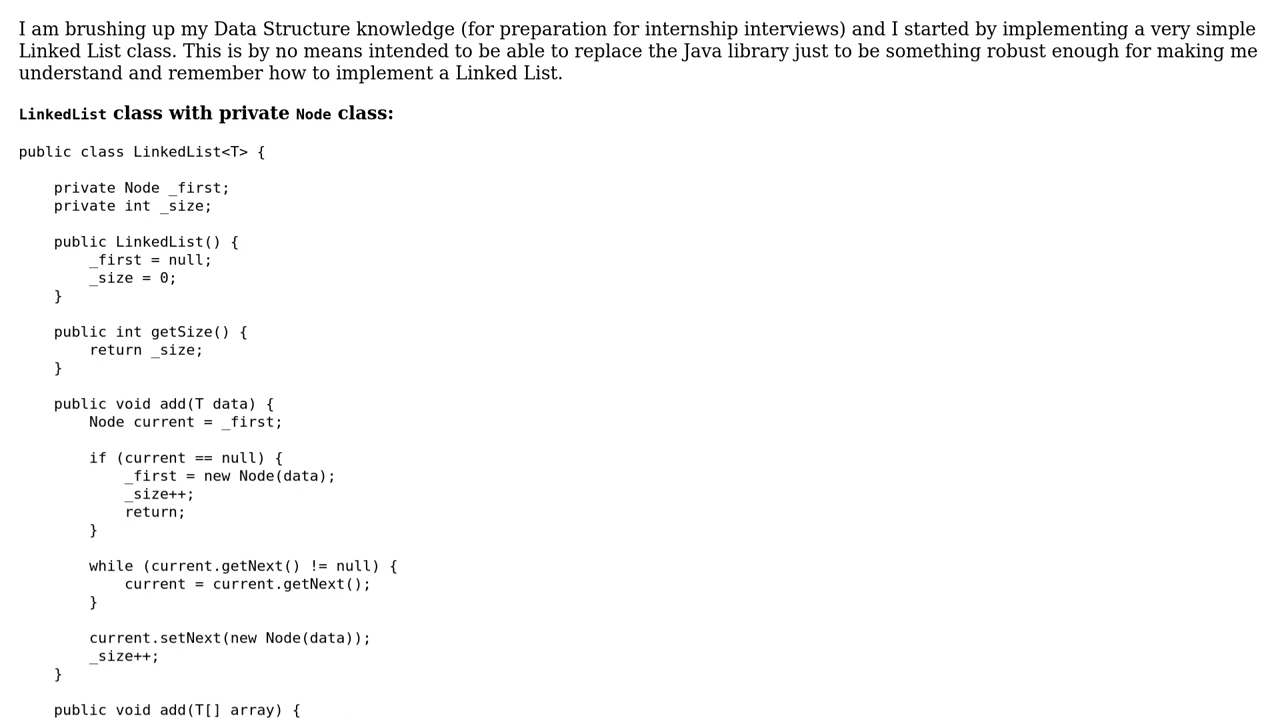 I am brushing up my Data Structure knowledge (for preparation for internship interviews) and I started by implementing a very simple
Linked List class. This is by no means intended to be able to replace the Java library just to be something robust enough for making me
understand and remember how to implement a Linked List.
LinkedList class with private Node class:
public class LinkedList<T> {
    private Node _first;
    private int _size;
    public LinkedList() {
        _first = null;
        _size = 0;
    }
    public int getSize() {
        return _size;
    }
    public void add(T data) {
        Node current = _first;
        if (current == null) {
            _first = new Node(data);
            _size++;
            return;
        }
        while (current.getNext() != null) {
            current = current.getNext();
        }
        current.setNext(new Node(data));
        _size++;
    }
    public void add(T[] array) {